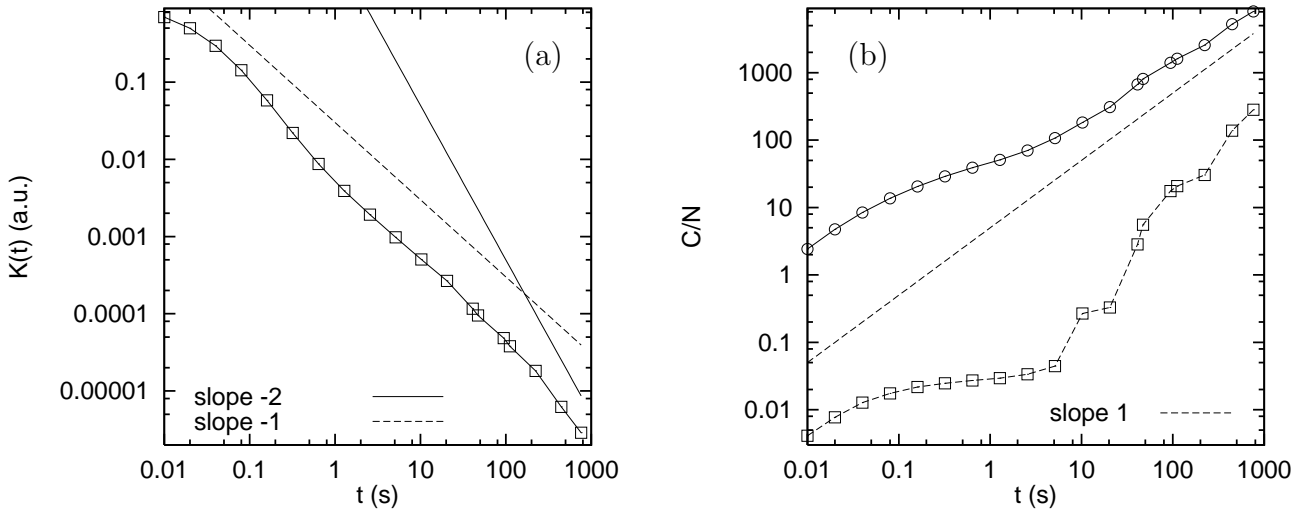 (a)
K(t) (a.u.)
0.1
0.01
0.001
0.0001
0.00001
slope -2
slope -1
0.01 0.1 1 10 100 1000
t (s)
(b)
C/N
1000
100
10
1
0.1
0.01
slope 1
0.01 0.1 1 10 100 1000
t (s)